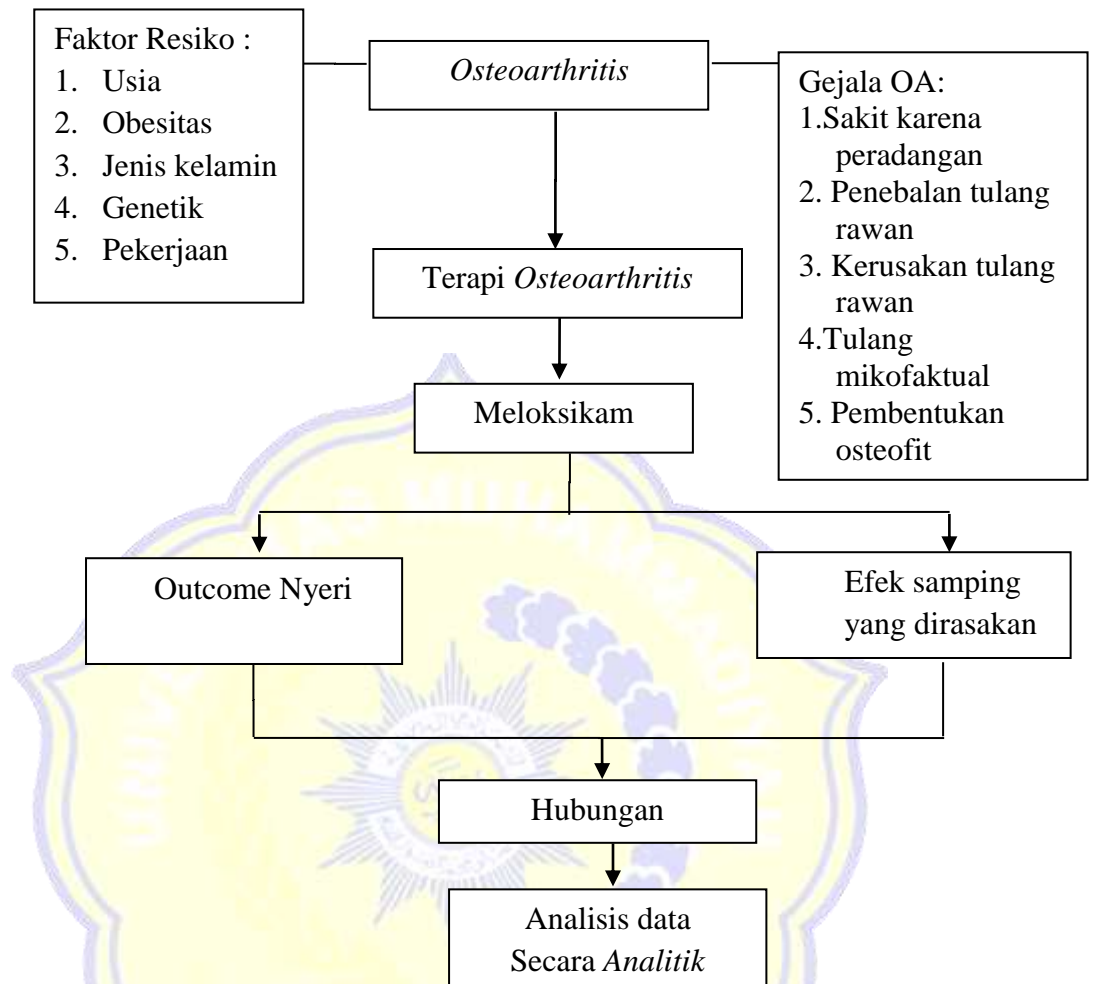 Faktor Resiko :
1. Usia
2. Obesitas
3. Jenis kelamin
4. Genetik
5. Pekerjaan
Osteoarthritis
Gejala OA:
1.Sakit karena
peradangan
2. Penebalan tulang
rawan
3. Kerusakan tulang
rawan
4.Tulang
mikofaktual
5. Pembentukan
osteofit
Terapi Osteoarthritis
Meloksikam
Outcome Nyeri
Efek samping
yang dirasakan
Hubungan
Analisis data
Secara Analitik